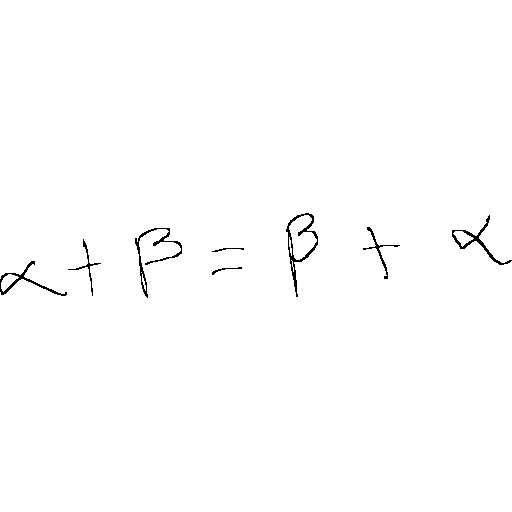 α + β = β + α